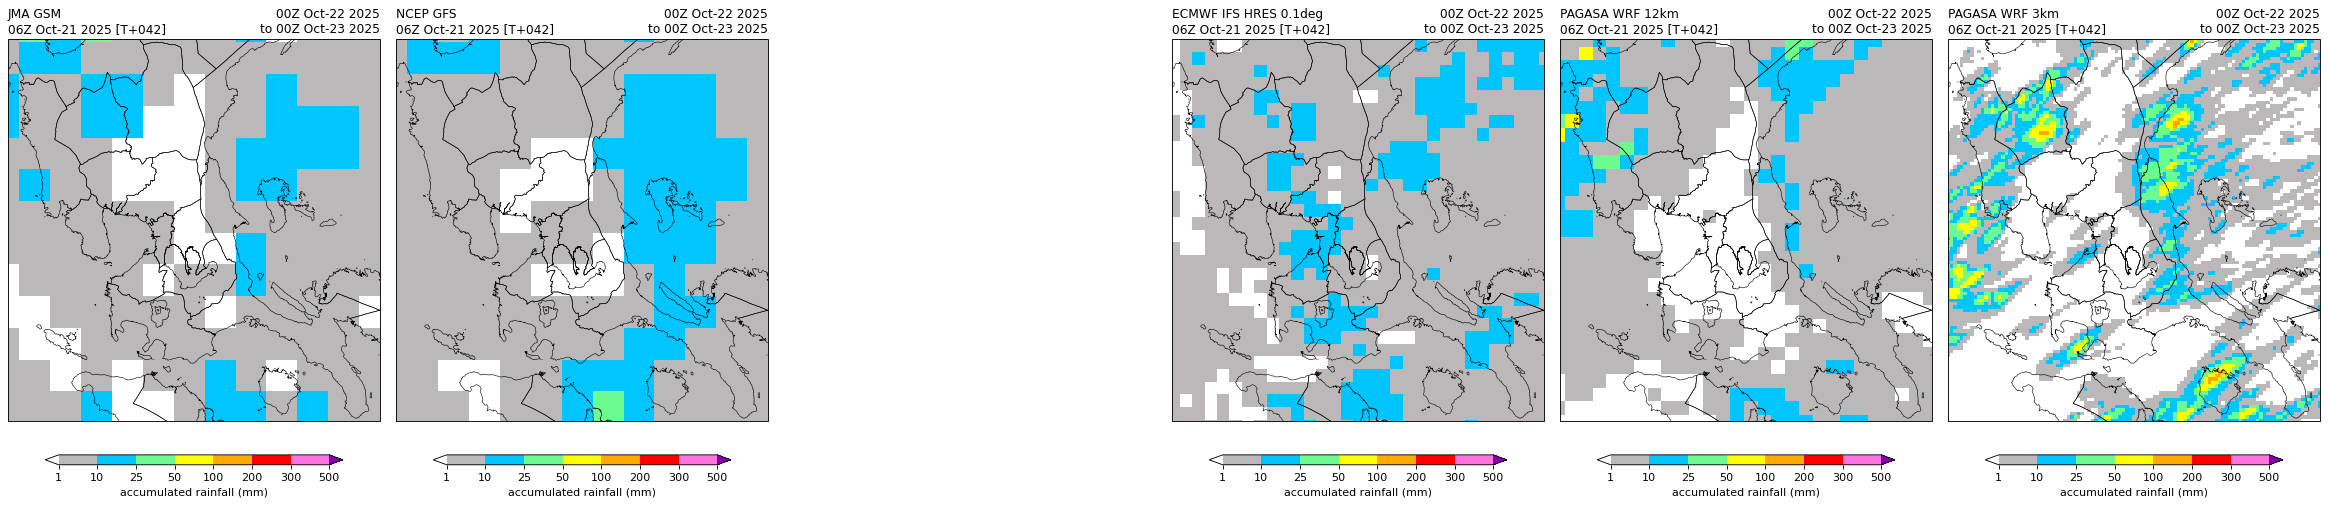 JMA GSM 00Z Oct-22 2025
06Z Oct-21 2025 [T+042] to 00Z Oct-23 2025
1 10 25 50 100 200 300 500
accumulated rainfall (mm)
NCEP GFS 00Z Oct-22 2025
06Z Oct-21 2025 [T+042] to 00Z Oct-23 2025
1 10 25 50 100 200 300 500
accumulated rainfall (mm)
ECMWF IFS HRES 0.1deg 00Z Oct-22 2025
06Z Oct-21 2025 [T+042] to 00Z Oct-23 2025
1 10 25 50 100 200 300 500
accumulated rainfall (mm)
PAGASA WRF 12km 00Z Oct-22 2025
06Z Oct-21 2025 [T+042] to 00Z Oct-23 2025
1 10 25 50 100 200 300 500
accumulated rainfall (mm)
PAGASA WRF 3km 00Z Oct-22 2025
06Z Oct-21 2025 [T+042] to 00Z Oct-23 2025
1 10 25 50 100 200 300 500
accumulated rainfall (mm)